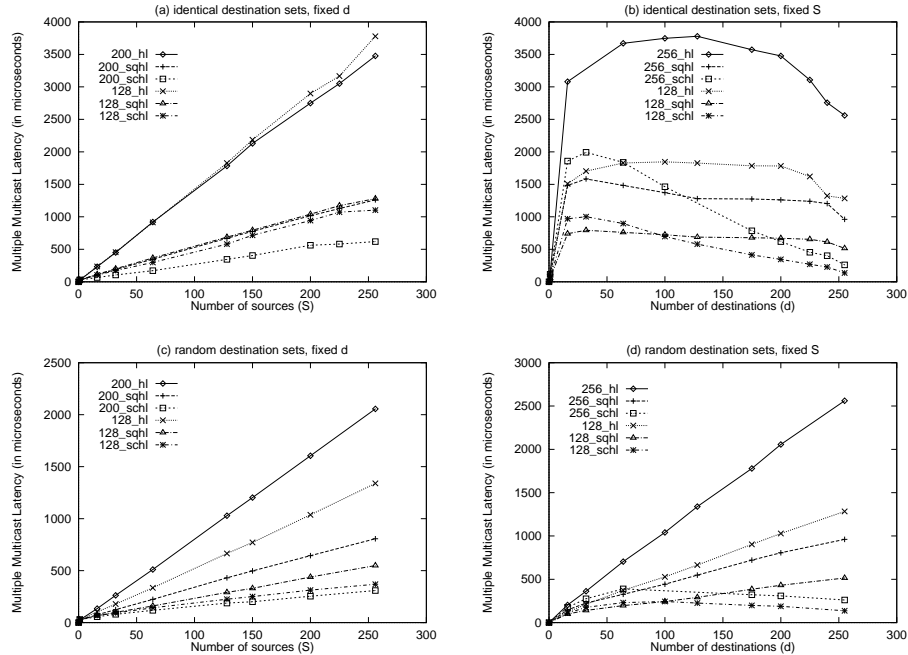 (a) identical destination sets, fixed d
Multiple Multicast Latency (in microseconds)
4000
3500
3000
2500
2000
1500
1000
500
0
200_hl
200_sqhl
200_schl
128_hl
128_sqhl
128_schl
0 50 100 150 200 250 300
Number of sources (S)
(b) identical destination sets, fixed S
Multiple Multicast Latency (in microseconds)
4000
3500
3000
2500
2000
1500
1000
500
0
256_hl
256_sqhl
256_schl
128_hl
128_sqhl
128_schl
0 50 100 150 200 250 300
Number of destinations (d)
(c) random destination sets, fixed d
Multiple Multicast Latency (in microseconds)
2500
2000
1500
1000
500
0
200_hl
200_sqhl
200_schl
128_hl
128_sqhl
128_schl
0 50 100 150 200 250 300
Number of sources (S)
(d) random destination sets, fixed S
Multiple Multicast Latency (in microseconds)
3000
2500
2000
1500
1000
500
0
256_hl
256_sqhl
256_schl
128_hl
128_sqhl
128_schl
0 50 100 150 200 250 300
Number of destinations (d)